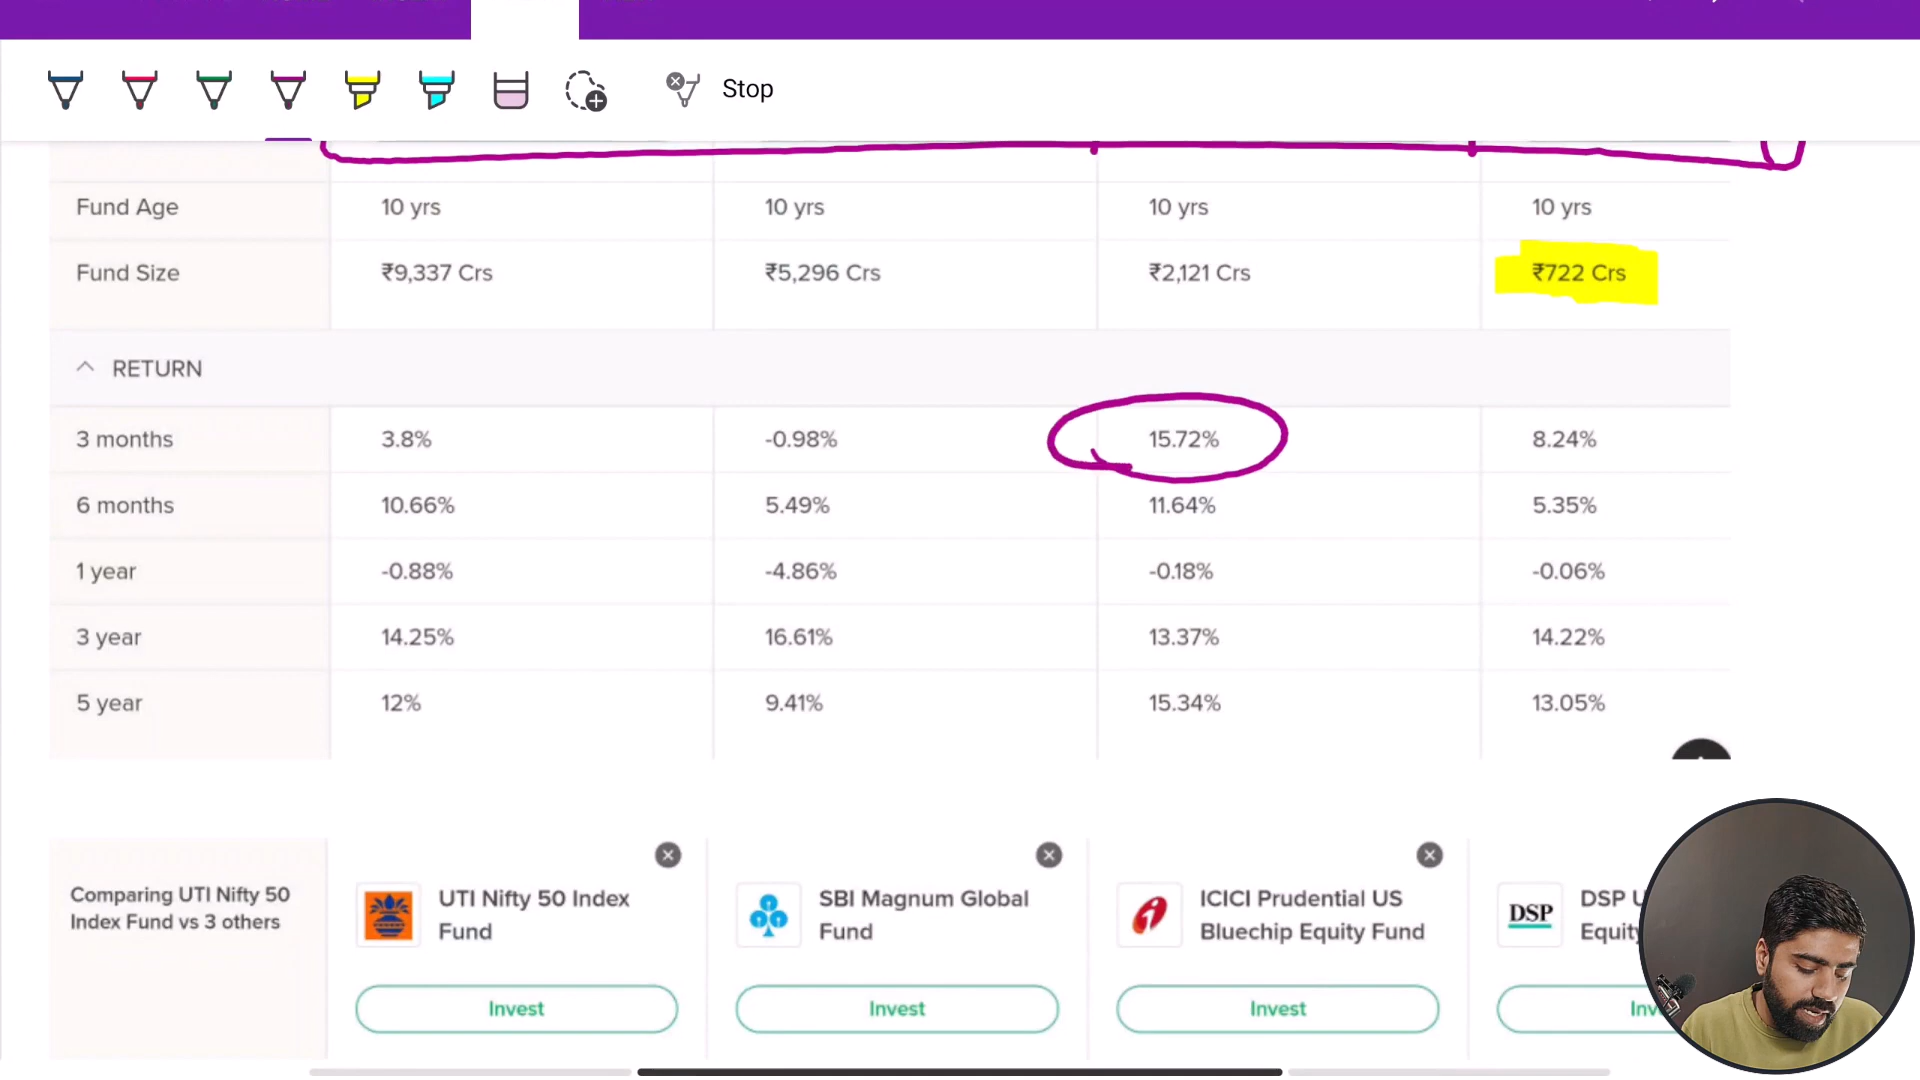 Stop
Fund Age 10 yrs 10 yrs 10 yrs 10 yrs
Fund Size ₹9,337 Crs ₹5,296 Crs ₹2,121 Crs ₹722 Crs
RETURN
3 months 3.8% -0.98% 15.72% 8.24%
6 months 10.66% 5.49% 11.64% 5.35%
1 year -0.88% -4.86% -0.18% -0.06%
3 year 14.25% 16.61% 13.37% 14.22%
5 year 12% 9.41% 15.34% 13.05%
Comparing UTI Nifty 50
Index Fund vs 3 others
UTI Nifty 50 Index
Fund
Invest
SBI Magnum Global
Fund
Invest
ICICI Prudential US
Bluechip Equity Fund
Invest
DSP
DSP U
Equity
Inv